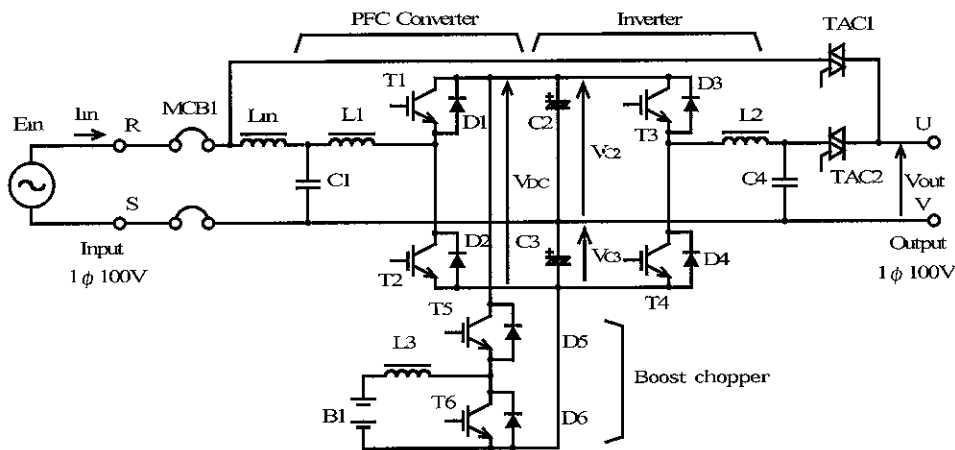 PFC Converter
Inverter
TAC1
T1
D1
C2
VC2
D3
T3
MCB1
Iin
Ein
R
Lin
L1
L2
U
C1
VDC
C4
TAC2
Vout
S
V
D2
C3
VC3
D4
Input
1ϕ 100V
T2
T4
Output
1ϕ 100V
T5
L3
D5
Boost chopper
B1
T6
D6